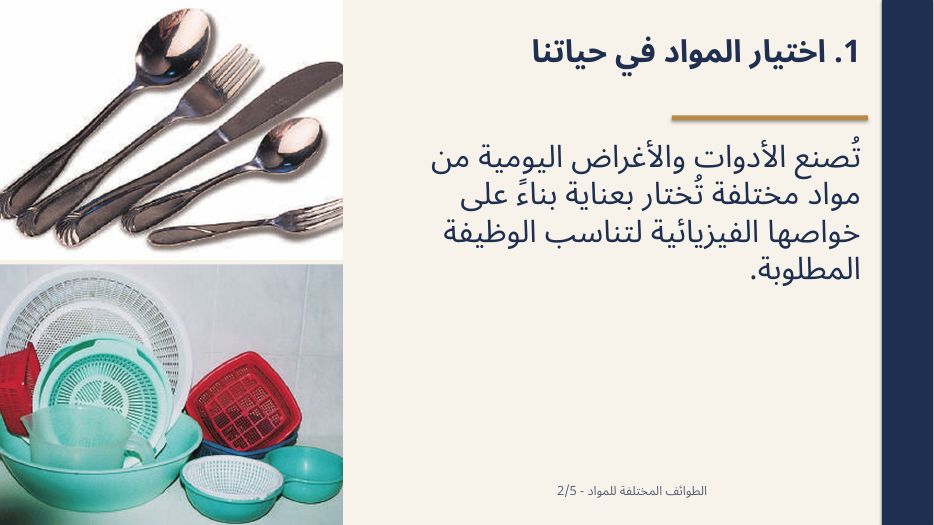 1. اختيار المواد في حياتنا
تُصنع الأدوات والأغراض اليومية من
مواد مختلفة تُختار بعناية بناءً على
خواصها الفيزيائية لتناسب الوظيفة
المطلوبة.
الطوائف المختلفة للمواد - 2/5